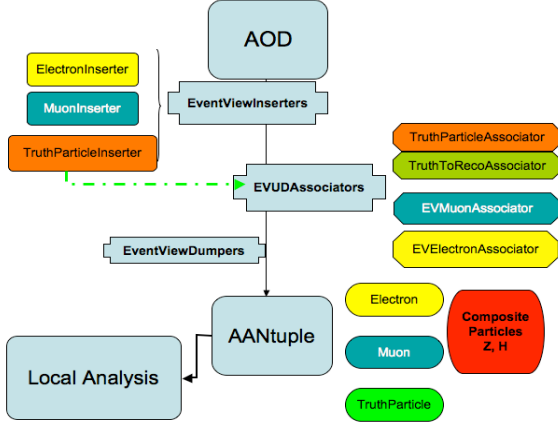 AOD
ElectronInserter
EventViewInserters
MuonInserter
TruthParticleAssociator
TruthParticleInserter
TruthToRecoAssociator
EVUDAssociators
EVMuonAssociator
EventViewDumpers
EVElectronAssociator
Electron
Composite
Particles
Z, H
AANtuple
Muon
Local Analysis
TruthParticle